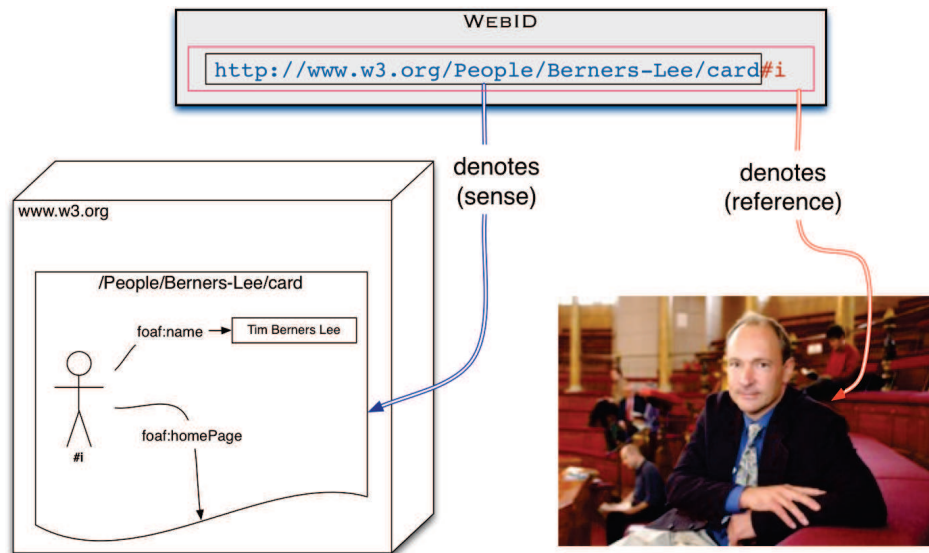 WEBID
http://www.w3.org/People/Berners-Lee/card#i
denotes
(sense)
denotes
(reference)
www.w3.org
/People/Berners-Lee/card
foaf:name
Tim Berners Lee
foaf:homePage
#i